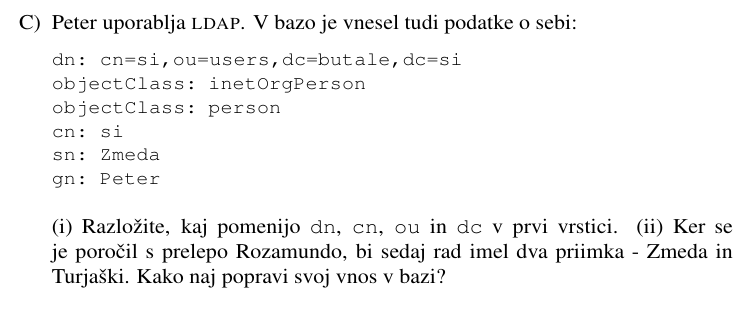 C) Peter uporablja LDAP. V bazo je vnesel tudi podatke o sebi:
dn: cn=si,ou=users,dc=butale,dc=si
objectClass: inetOrgPerson
objectClass: person
cn: si
sn: Zmeda
gn: Peter
(i) Razložite, kaj pomenijo dn, cn, ou in dc v prvi vrstici. (ii) Ker se
je poročil s prelepo Rozamundo, bi sedaj rad imel dva priimka - Zmeda in
Turjaški. Kako naj popravi svoj vnos v bazi?